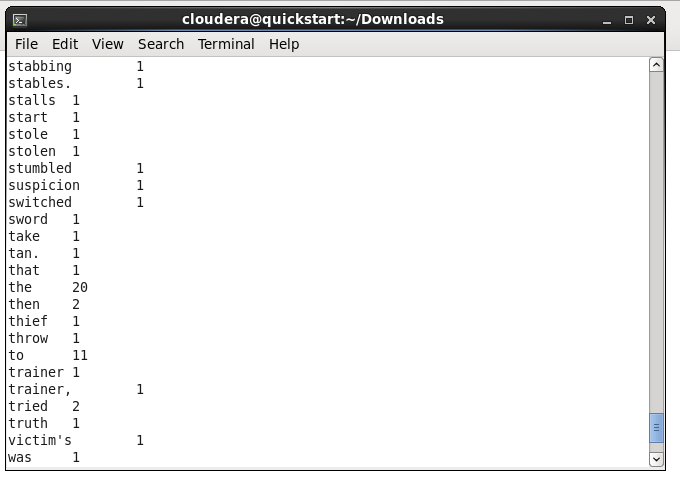 cloudera@quickstart:~/Downloads
File Edit View Search Terminal Help
stabbing 1
stables. 1
stalls 1
start 1
stole 1
stolen 1
stumbled 1
suspicion 1
switched 1
sword 1
take 1
tan. 1
that 1
the 20
then 2
thief 1
throw 1
to 11
trainer 1
trainer, 1
tried 2
truth 1
victim's 1
was 1